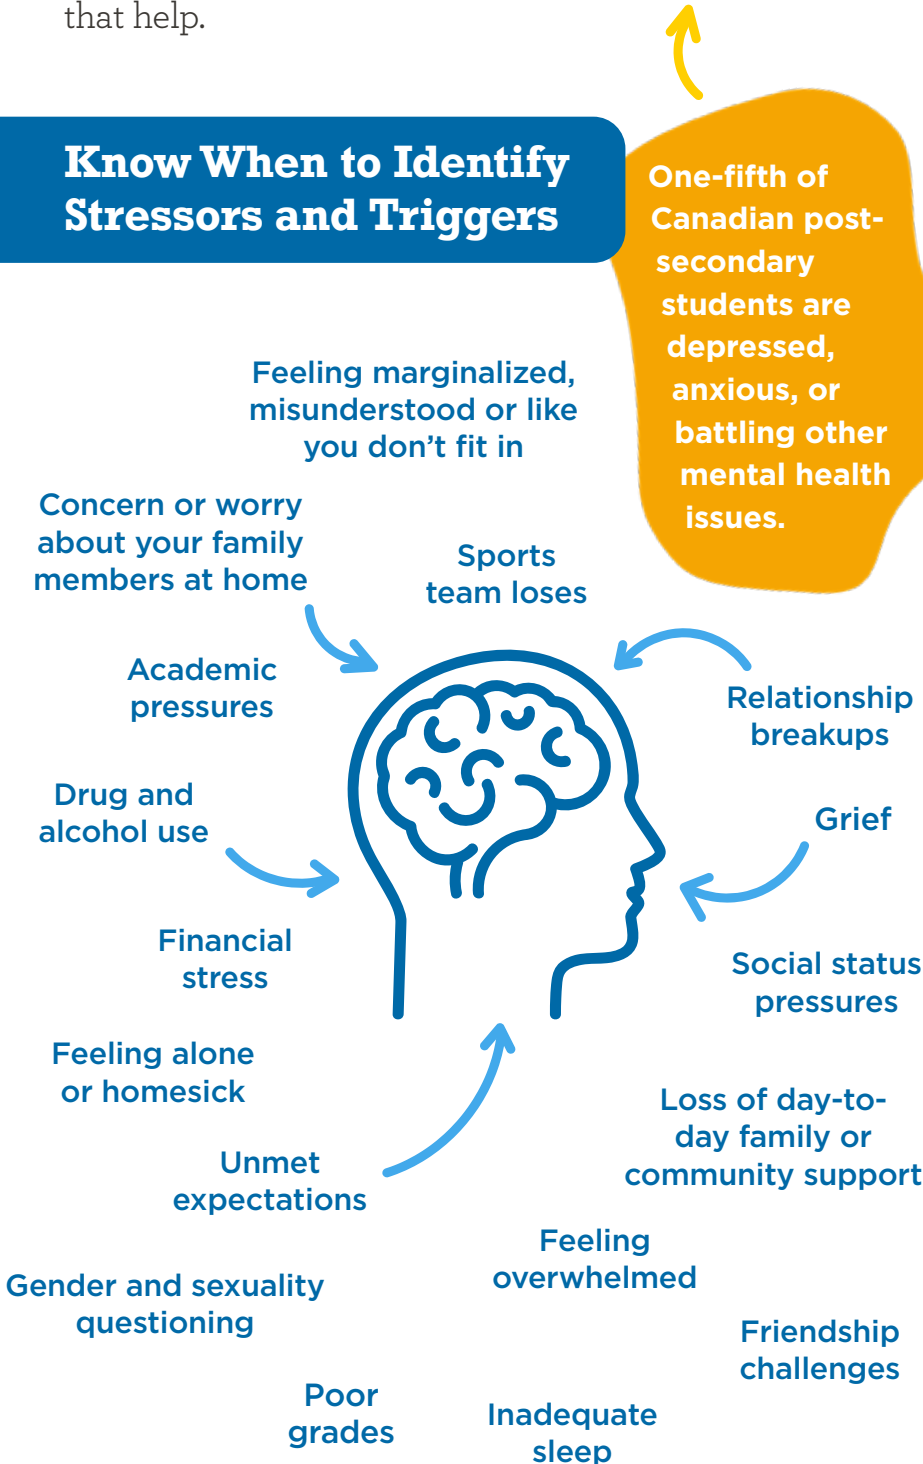 that help.
Know When to Identify
Stressors and Triggers
One-fifth of
Canadian post-
secondary
students are
depressed,
anxious, or
battling other
mental health
issues.
Feeling marginalized,
misunderstood or like
you don’t fit in
Concern or worry
about your family
members at home
Sports
team loses
Academic
pressures
Relationship
breakups
Drug and
alcohol use
Grief
Financial
stress
Social status
pressures
Feeling alone
or homesick
Loss of day-to-
day family or
community support
Unmet
expectations
Feeling
overwhelmed
Gender and sexuality
questioning
Friendship
challenges
Poor
grades
Inadequate
sleep